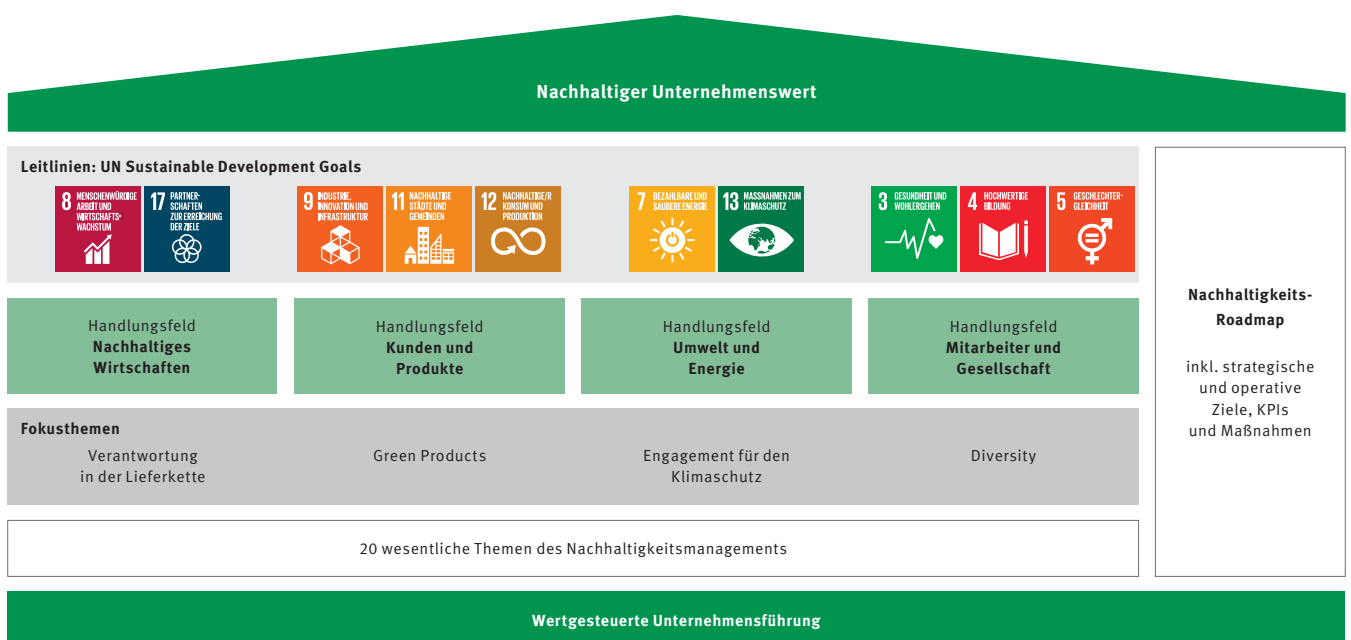 Nachhaltiger Unternehmenswert
Leitlinien: UN Sustainable Development Goals
8 MENSCHENWÜRDIGE
ARBEIT UND
WIRTSCHAFTS-
WACHSTUM
17 PARTNER-
SCHAFTEN
ZUR ERREICHUNG
DER ZIELE
9 INDUSTRIE,
INNOVATION UND
INFRASTRUKTUR
11 NACHHALTIGE
STÄDTE UND
GEMEINDEN
12 NACHHALTIGE/R
KONSUM UND
PRODUKTION
7 BEZAHLBARE UND
SAUBERE ENERGIE
13 MASSNAHMEN ZUM
KLIMASCHUTZ
3 GESUNDHEIT UND
WOHLERGEHEN
4 HOCHWERTIGE
BILDUNG
5 GESCHLECHTER-
GLEICHHEIT
Handlungsfeld
Nachhaltiges
Wirtschaften
Handlungsfeld
Kunden und
Produkte
Handlungsfeld
Umwelt und
Energie
Handlungsfeld
Mitarbeiter und
Gesellschaft
Fokusthemen
Verantwortung
in der Lieferkette
Green Products
Engagement für den
Klimaschutz
Diversity
20 wesentliche Themen des Nachhaltigkeitsmanagements
Nachhaltigkeits-
Roadmap
inkl. strategische
und operative
Ziele, KPIs
und Maßnahmen
Wertgesteuerte Unternehmensführung